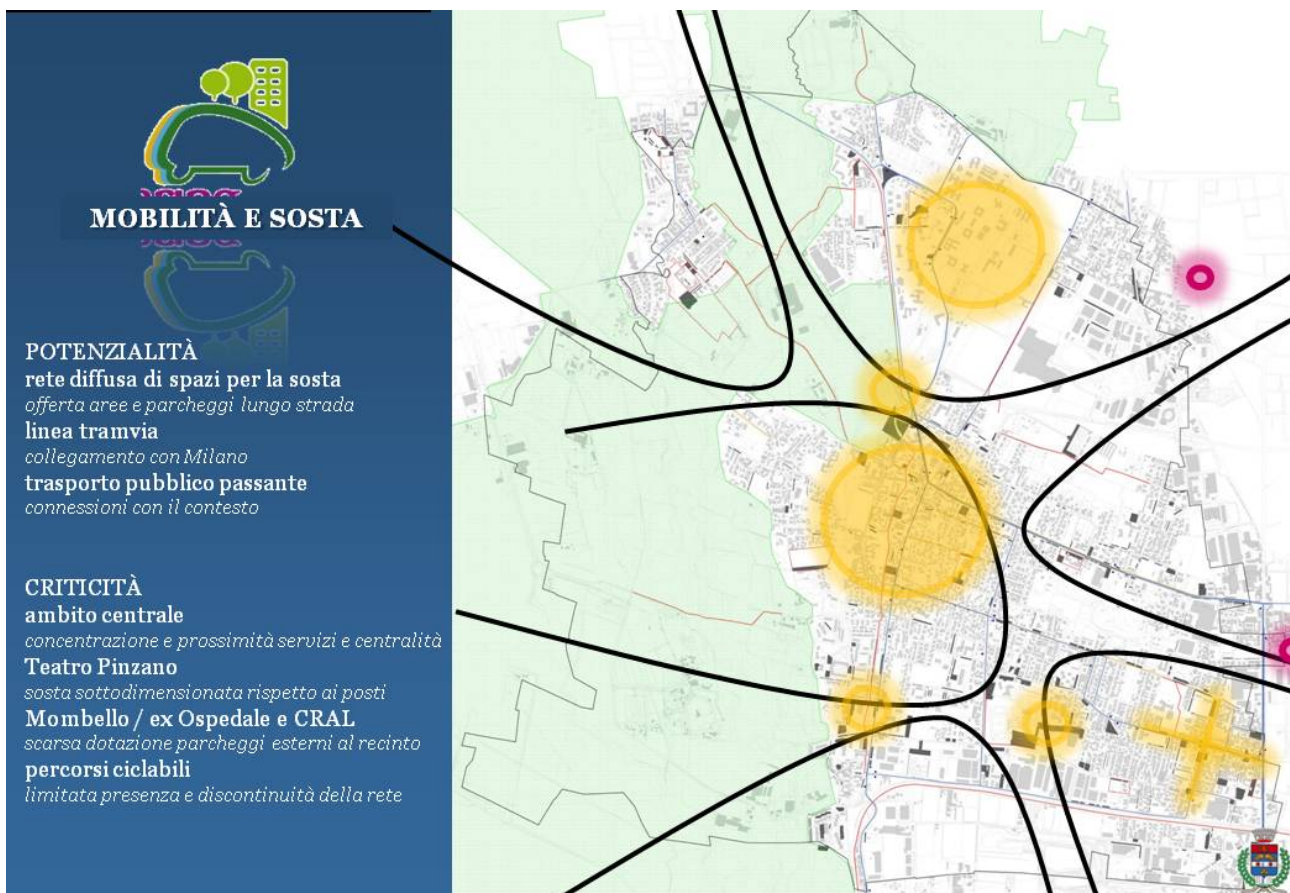 MOBILITÀ E SOSTA
POTENZIALITÀ
rete diffusa di spazi per la sosta
offerta aree e parcheggi lungo strada
linea tramvia
collegamento con Milano
trasporto pubblico passante
connessioni con il contesto
CRITICITÀ
ambito centrale
concentrazione e prossimità servizi e centralità
Teatro Pinzano
sosta sottodimensionata rispetto ai posti
Mombello / ex Ospedale e CRAL
scarsa dotazione parcheggi esterni al recinto
percorsi ciclabili
limitata presenza e discontinuità della rete